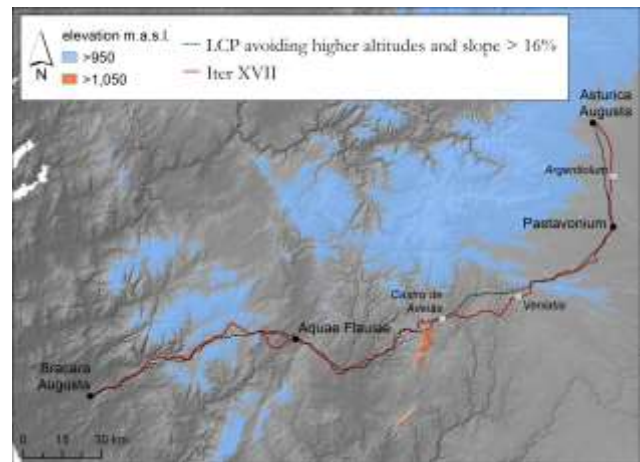 elevation m.a.s.l.
>950
>1,050
N
LCP avoiding higher altitudes and slope > 16%
Iter XVII
Asturica
Augusta
Argentiolum
Petavonium
Castro de
Avelãs
Veniatia
Aquae Flaviae
Bracara
Augusta
0 15 30 km